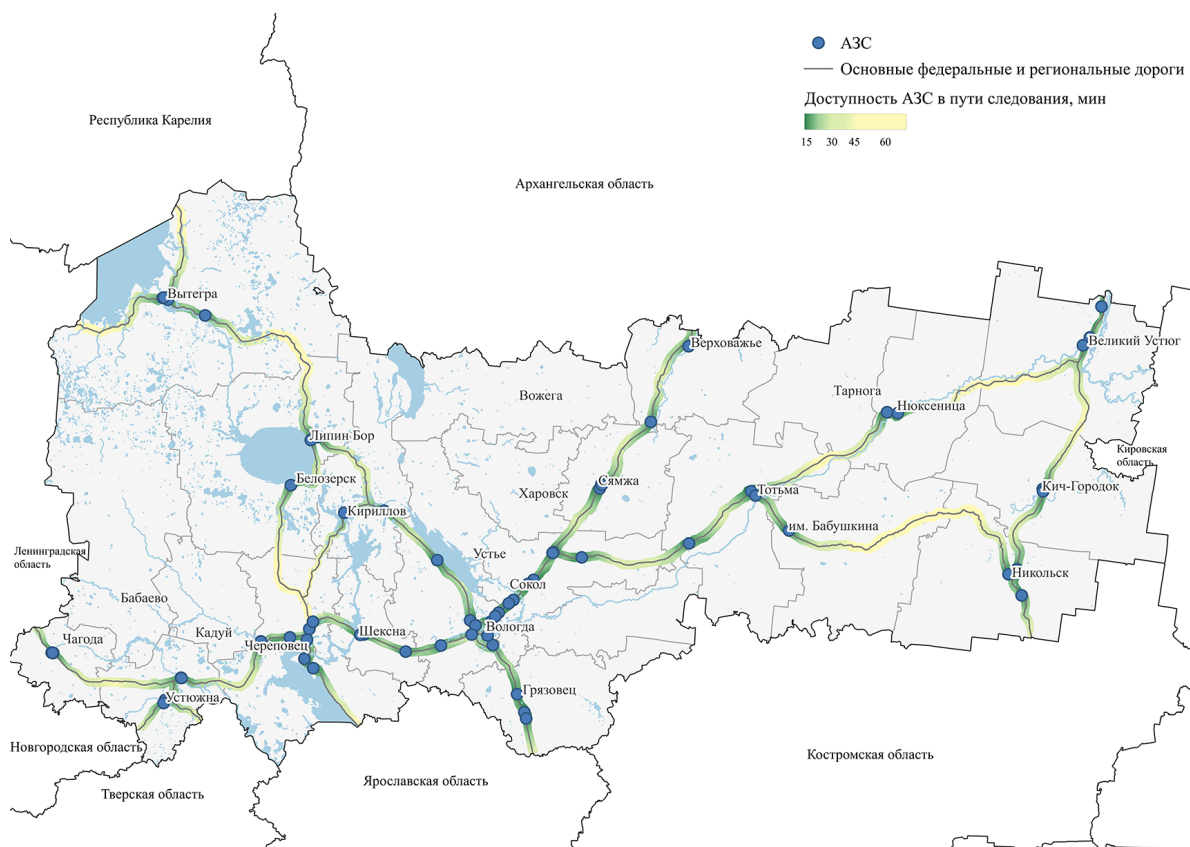 АЗС
Основные федеральные и региональные дороги
Доступность АЗС в пути следования, мин
15 30 45 60
Республика Карелия
Архангельская область
Вытегра
Верховажье
Великий Устюг
Вожега
Тарнога
Нюксеница
Липин Бор
Кировская
область
Белозерск
Харовск
Сямжа
Тотьма
Кич-Городок
Кириллов
им. Бабушкина
Ленинградская
область
Устье
Сокол
Никольск
Бабаево
Чагода
Кадуй
Шексна
Вологда
Череповец
Устюжна
Грязовец
Новгородская область
Костромская область
Ярославская область
Тверская область